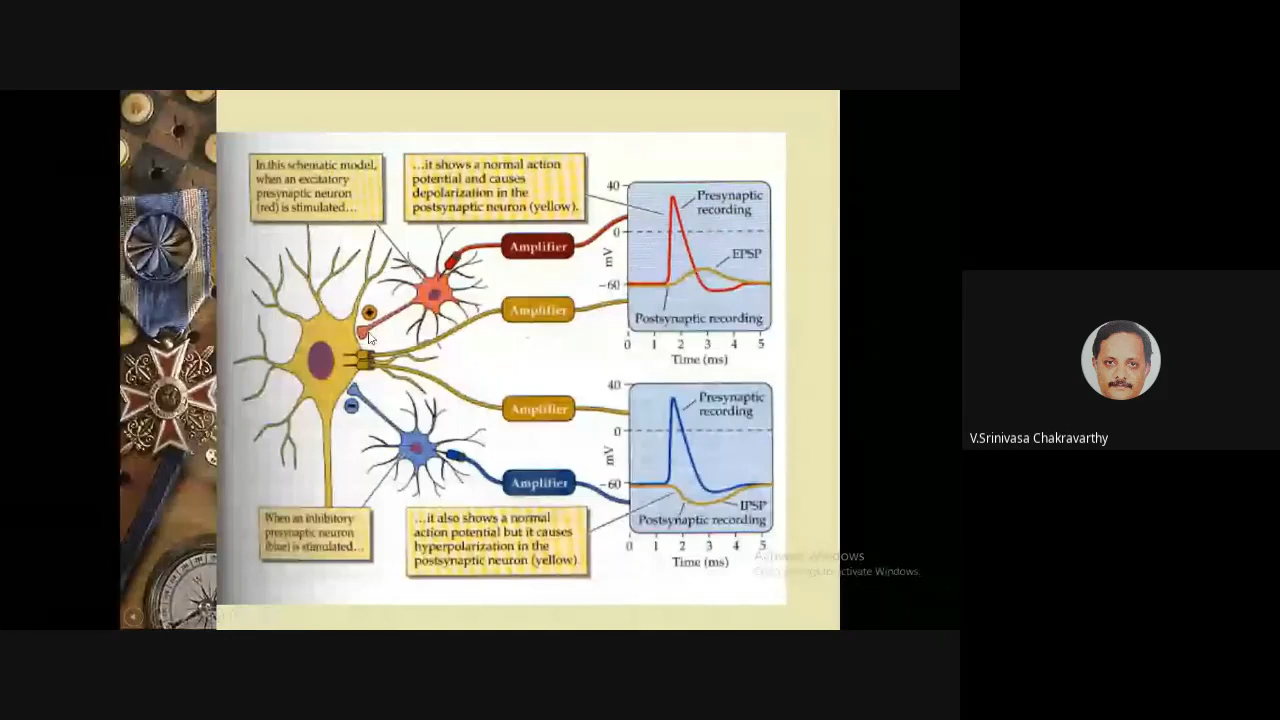 In this schematic model,
when an excitatory
presynaptic neuron
(red) is stimulated...
...it shows a normal action
potential and causes
depolarization in the
postsynaptic neuron (yellow).
Amplifier
Amplifier
40
0
mV
-60
Presynaptic
recording
EPSP
Postsynaptic recording
0 1 2 3 4 5
Time (ms)
Amplifier
Amplifier
40
0
mV
-60
Presynaptic
recording
IPSP
Postsynaptic recording
0 1 2 3 4 5
Time (ms)
When an inhibitory
presynaptic neuron
(blue) is stimulated...
...it also shows a normal
action potential but it causes
hyperpolarization in the
postsynaptic neuron (yellow).
V.Srinivasa Chakravarthy
Activate Windows
activate Windows.